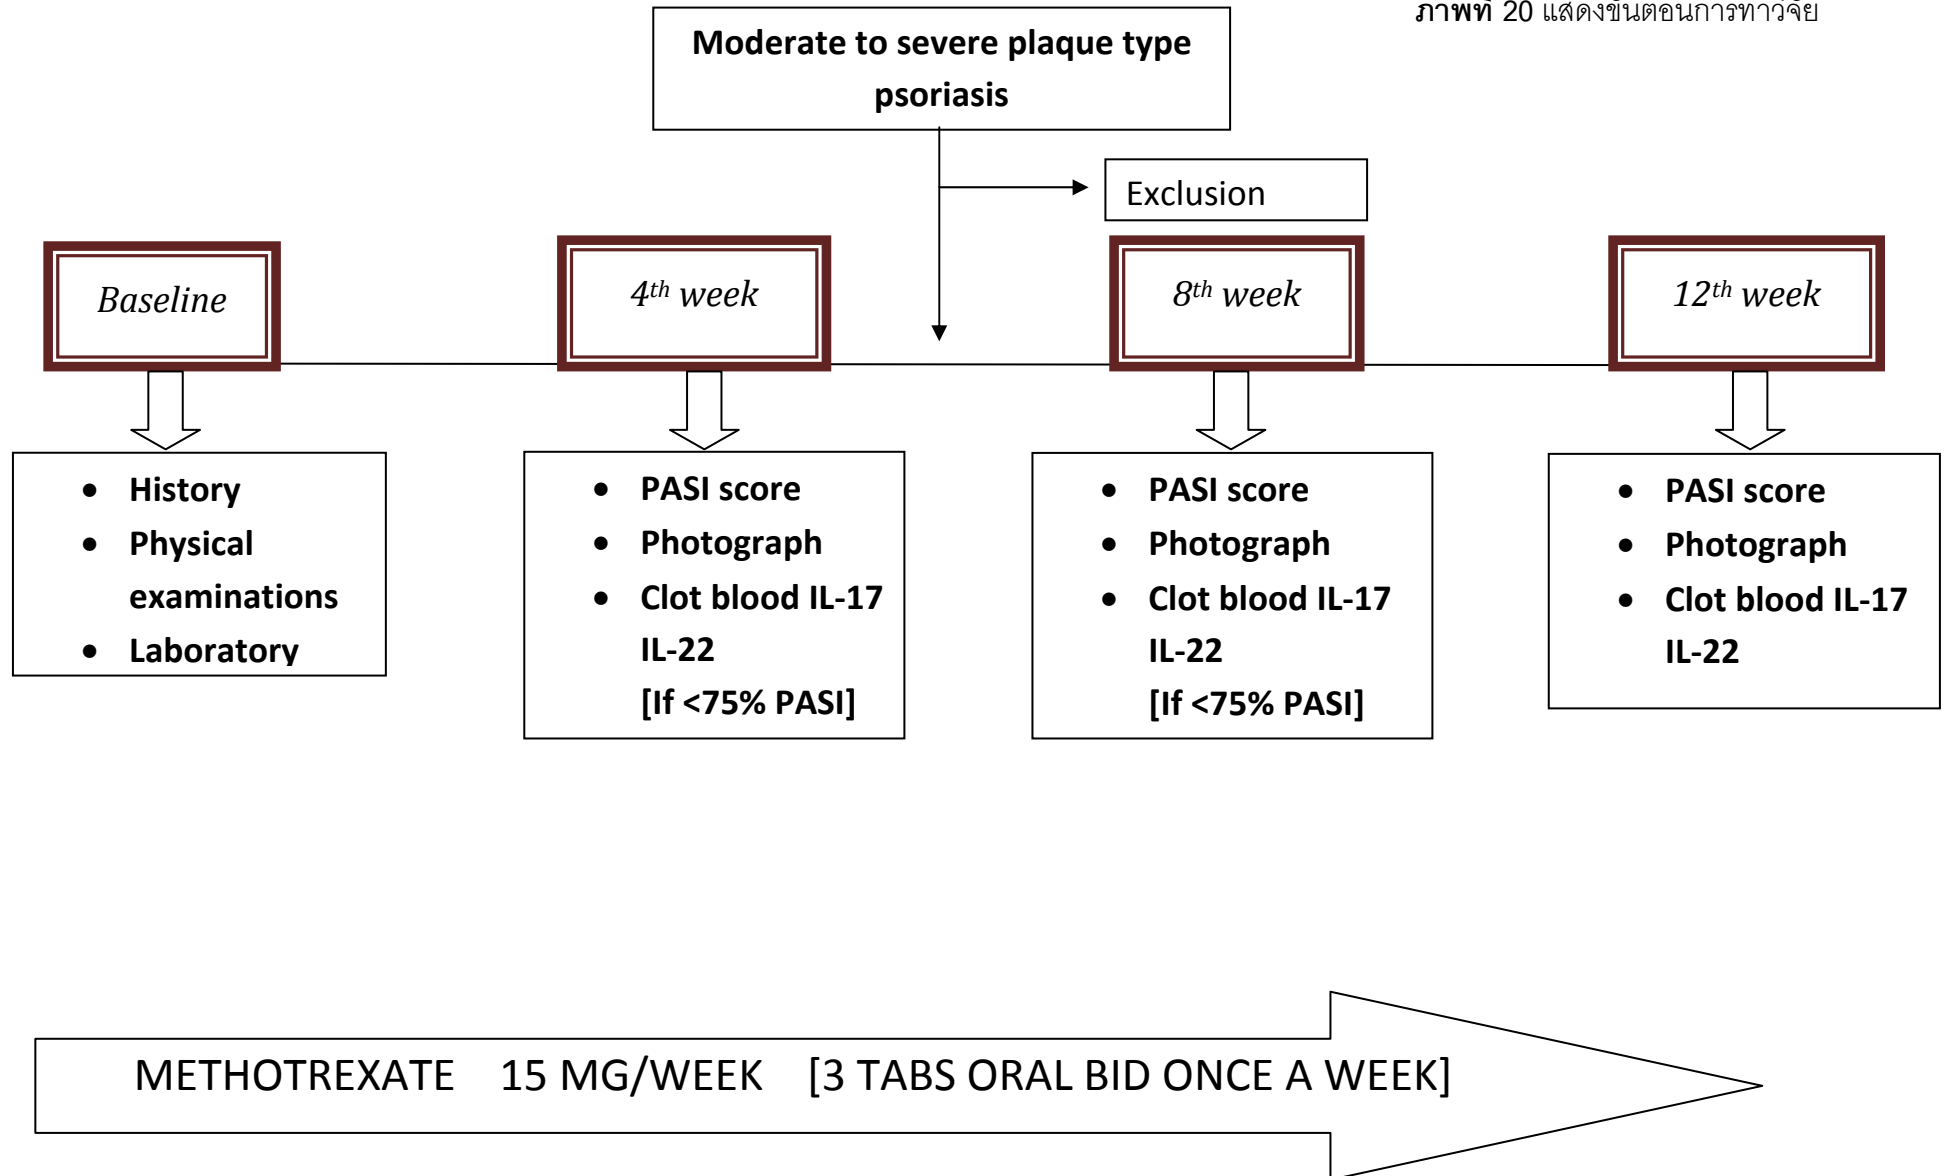 ภาพที่ 20 แสดงขั้นตอนการทำวิจัย
Moderate to severe plaque type
psoriasis
Exclusion
Baseline
4th week
8th week
12th week
• History
• Physical
examinations
• Laboratory
• PASI score
• Photograph
• Clot blood IL-17
IL-22
[If <75% PASI]
• PASI score
• Photograph
• Clot blood IL-17
IL-22
[If <75% PASI]
• PASI score
• Photograph
• Clot blood IL-17
IL-22
METHOTREXATE 15 MG/WEEK [3 TABS ORAL BID ONCE A WEEK]